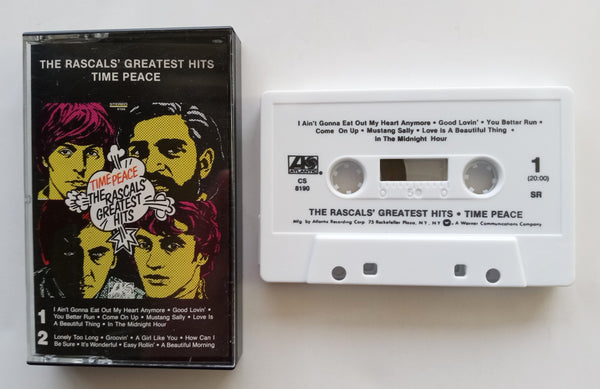 THE RASCALS' GREATEST HITS
TIME PEACE
STEREO
8190
TIME PEACE
THE RASCALS'
GREATEST
HITS
1
I Ain't Gonna Eat Out My Heart Anymore • Good Lovin' •
You Better Run • Come On Up • Mustang Sally • Love Is
A Beautiful Thing • In The Midnight Hour
2
Lonely Too Long • Groovin' • A Girl Like You • How Can I
Be Sure • It's Wonderful • Easy Rollin' • A Beautiful Morning
I Ain't Gonna Eat Out My Heart Anymore • Good Lovin' • You Better Run •
Come On Up • Mustang Sally • Love Is A Beautiful Thing •
In The Midnight Hour
ATLANTIC
CS
8190
1
(20:00)
SR
50
THE RASCALS' GREATEST HITS • TIME PEACE
Mfg. by Atlantic Recording Corp. 75 Rockefeller Plaza, N.Y., N.Y. A Warner Communications Company